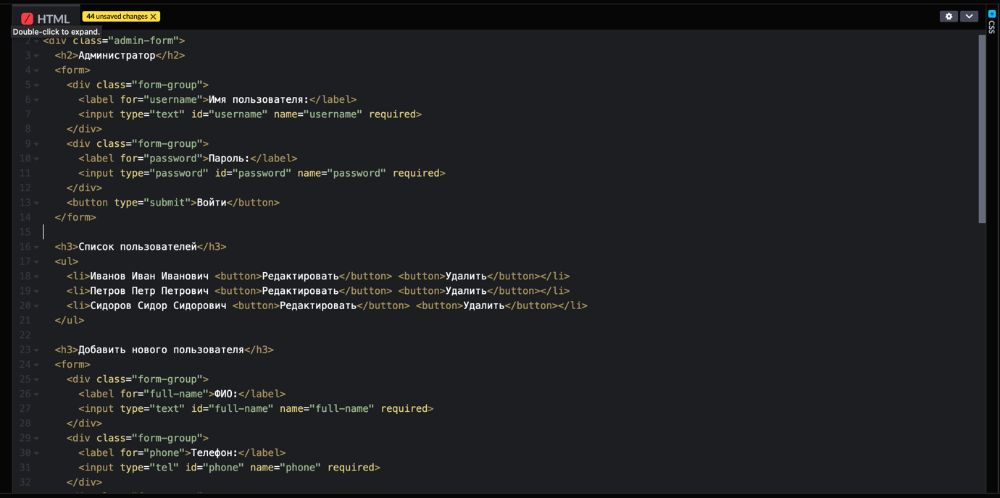 HTML
44 unsaved changes X
CSS
Double-click to expand.
2 <div class="admin-form">
3 <h2>Администратор</h2>
4 <form>
5 <div class="form-group">
6 <label for="username">Имя пользователя:</label>
7 <input type="text" id="username" name="username" required>
8 </div>
9 <div class="form-group">
10 <label for="password">Пароль:</label>
11 <input type="password" id="password" name="password" required>
12 </div>
13 <button type="submit">Войти</button>
14 </form>
15
16 <h3>Список пользователей</h3>
17 <ul>
18 <li>Иванов Иван Иванович <button>Редактировать</button> <button>Удалить</button></li>
19 <li>Петров Петр Петрович <button>Редактировать</button> <button>Удалить</button></li>
20 <li>Сидоров Сидор Сидорович <button>Редактировать</button> <button>Удалить</button></li>
21 </ul>
22
23 <h3>Добавить нового пользователя</h3>
24 <form>
25 <div class="form-group">
26 <label for="full-name">ФИО:</label>
27 <input type="text" id="full-name" name="full-name" required>
28 </div>
29 <div class="form-group">
30 <label for="phone">Телефон:</label>
31 <input type="tel" id="phone" name="phone" required>
32 </div>